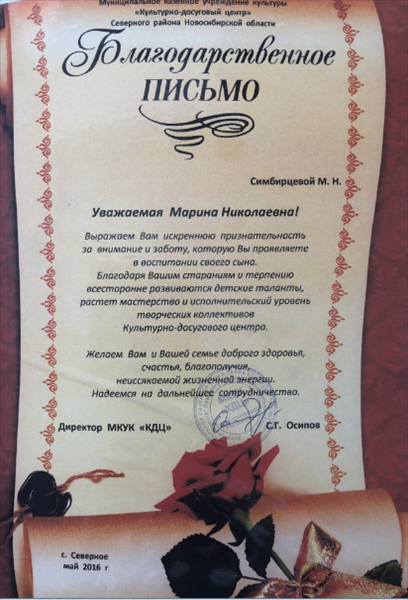 Муниципальное казенное учреждение культуры
«Культурно-досуговый центр»
Северного района Новосибирской области
Благодарственное
ПИСЬМО
Симбирцевой М. Н.
Уважаемая Марина Николаевна!
Выражаем Вам искреннюю признательность
за внимание и заботу, которую Вы проявляете
в воспитании своего сына.
Благодаря Вашим стараниям и терпению
всесторонне развиваются детские таланты,
растет мастерство и исполнительский уровень
творческих коллективов
Культурно-досугового центра.
Желаем Вам и Вашей семье доброго здоровья,
счастья, благополучия,
неиссякаемой жизненной энергии.
Надеемся на дальнейшее сотрудничество.
Директор МКУК «КДЦ» С.Г. Осипов
с. Северное
май 2016 г